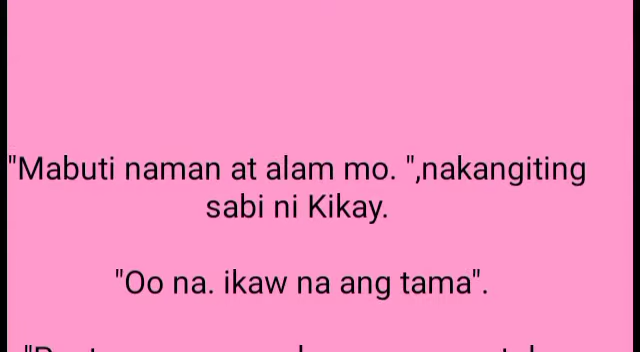 "Mabuti naman at alam mo. ",nakangiting
sabi ni Kikay.
"Oo na. ikaw na ang tama".